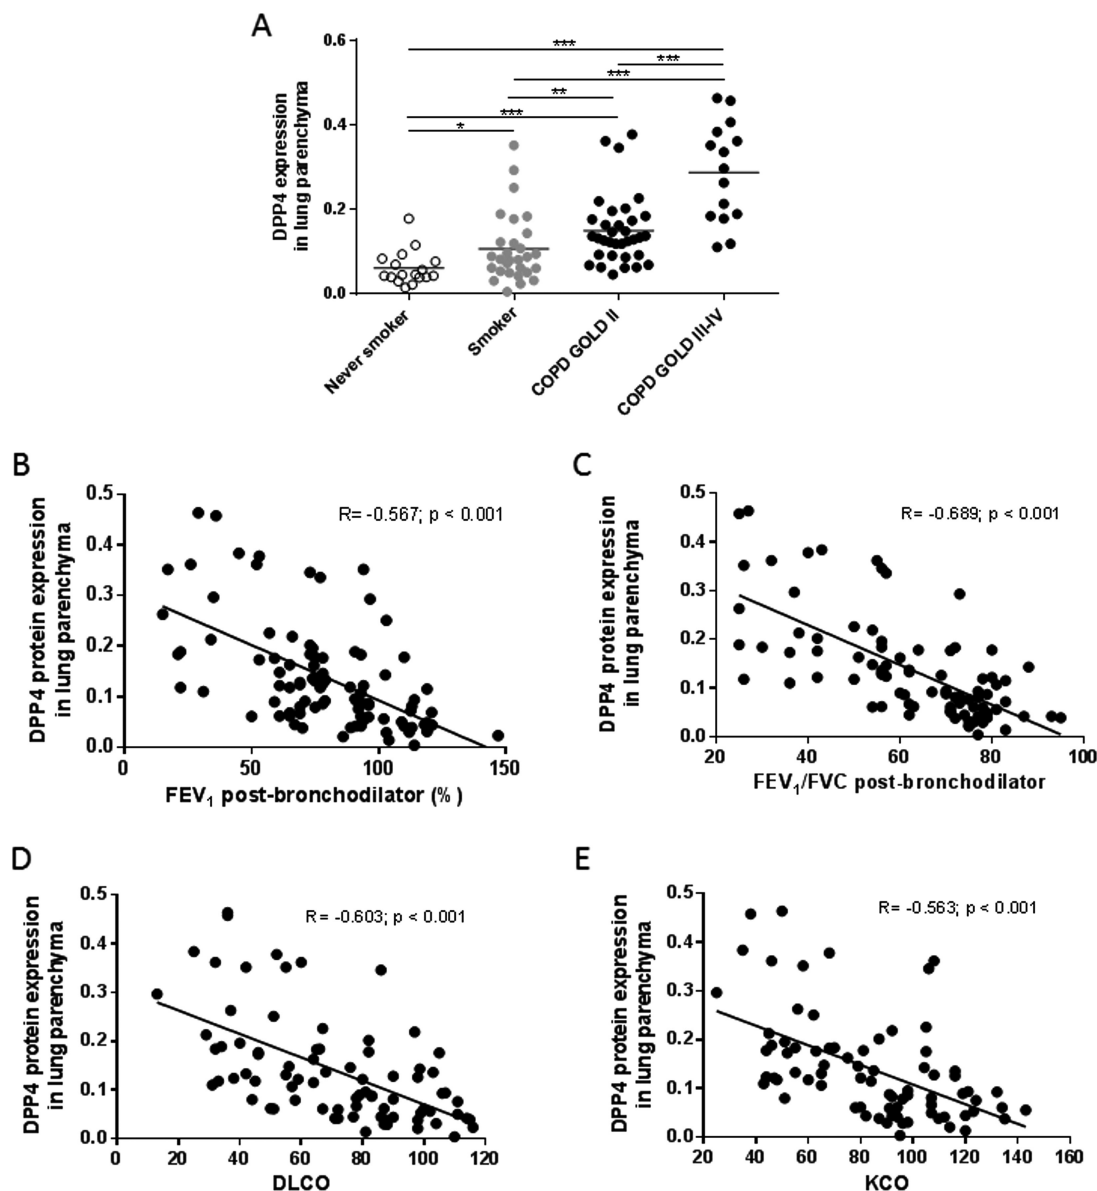 A
DPP4 expression
in lung parenchyma
0.6
0.4
0.2
0.0
***
***
***
**
***
*
Never smoker
Smoker
COPD GOLD II
COPD GOLD III-IV
B
DPP4 protein expression
in lung parenchyma
0.5
0.4
0.3
0.2
0.1
0.0
R= -0.567; p < 0.001
0 50 100 150
FEV1 post-bronchodilator (%)
C
DPP4 protein expression
in lung parenchyma
0.5
0.4
0.3
0.2
0.1
0.0
R= -0.689; p < 0.001
20 40 60 80 100
FEV1/FVC post-bronchodilator
D
DPP4 protein expression
in lung parenchyma
0.5
0.4
0.3
0.2
0.1
0.0
R= -0.603; p < 0.001
0 20 40 60 80 100 120
DLCO
E
DPP4 protein expression
in lung parenchyma
0.5
0.4
0.3
0.2
0.1
0.0
R= -0.563; p < 0.001
20 40 60 80 100 120 140 160
KCO